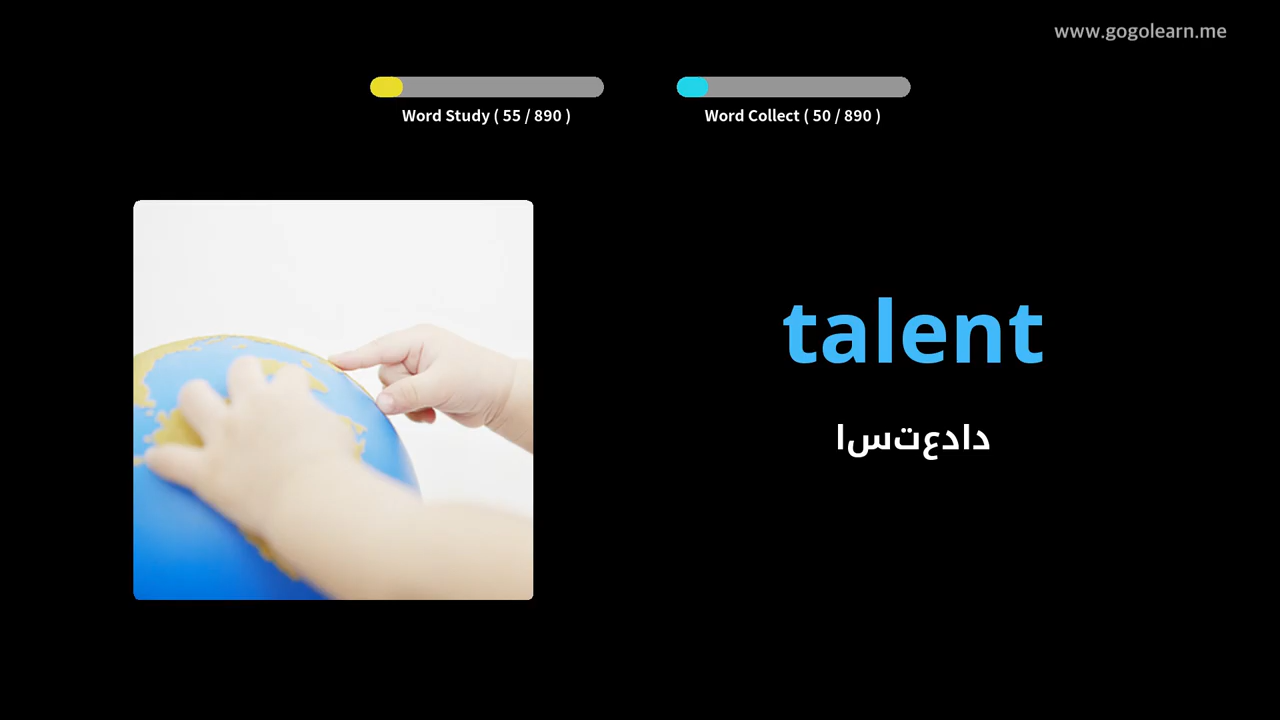 www.gogolearn.me
Word Study ( 55 / 890 )
Word Collect ( 50 / 890 )
talent
دادعتسا